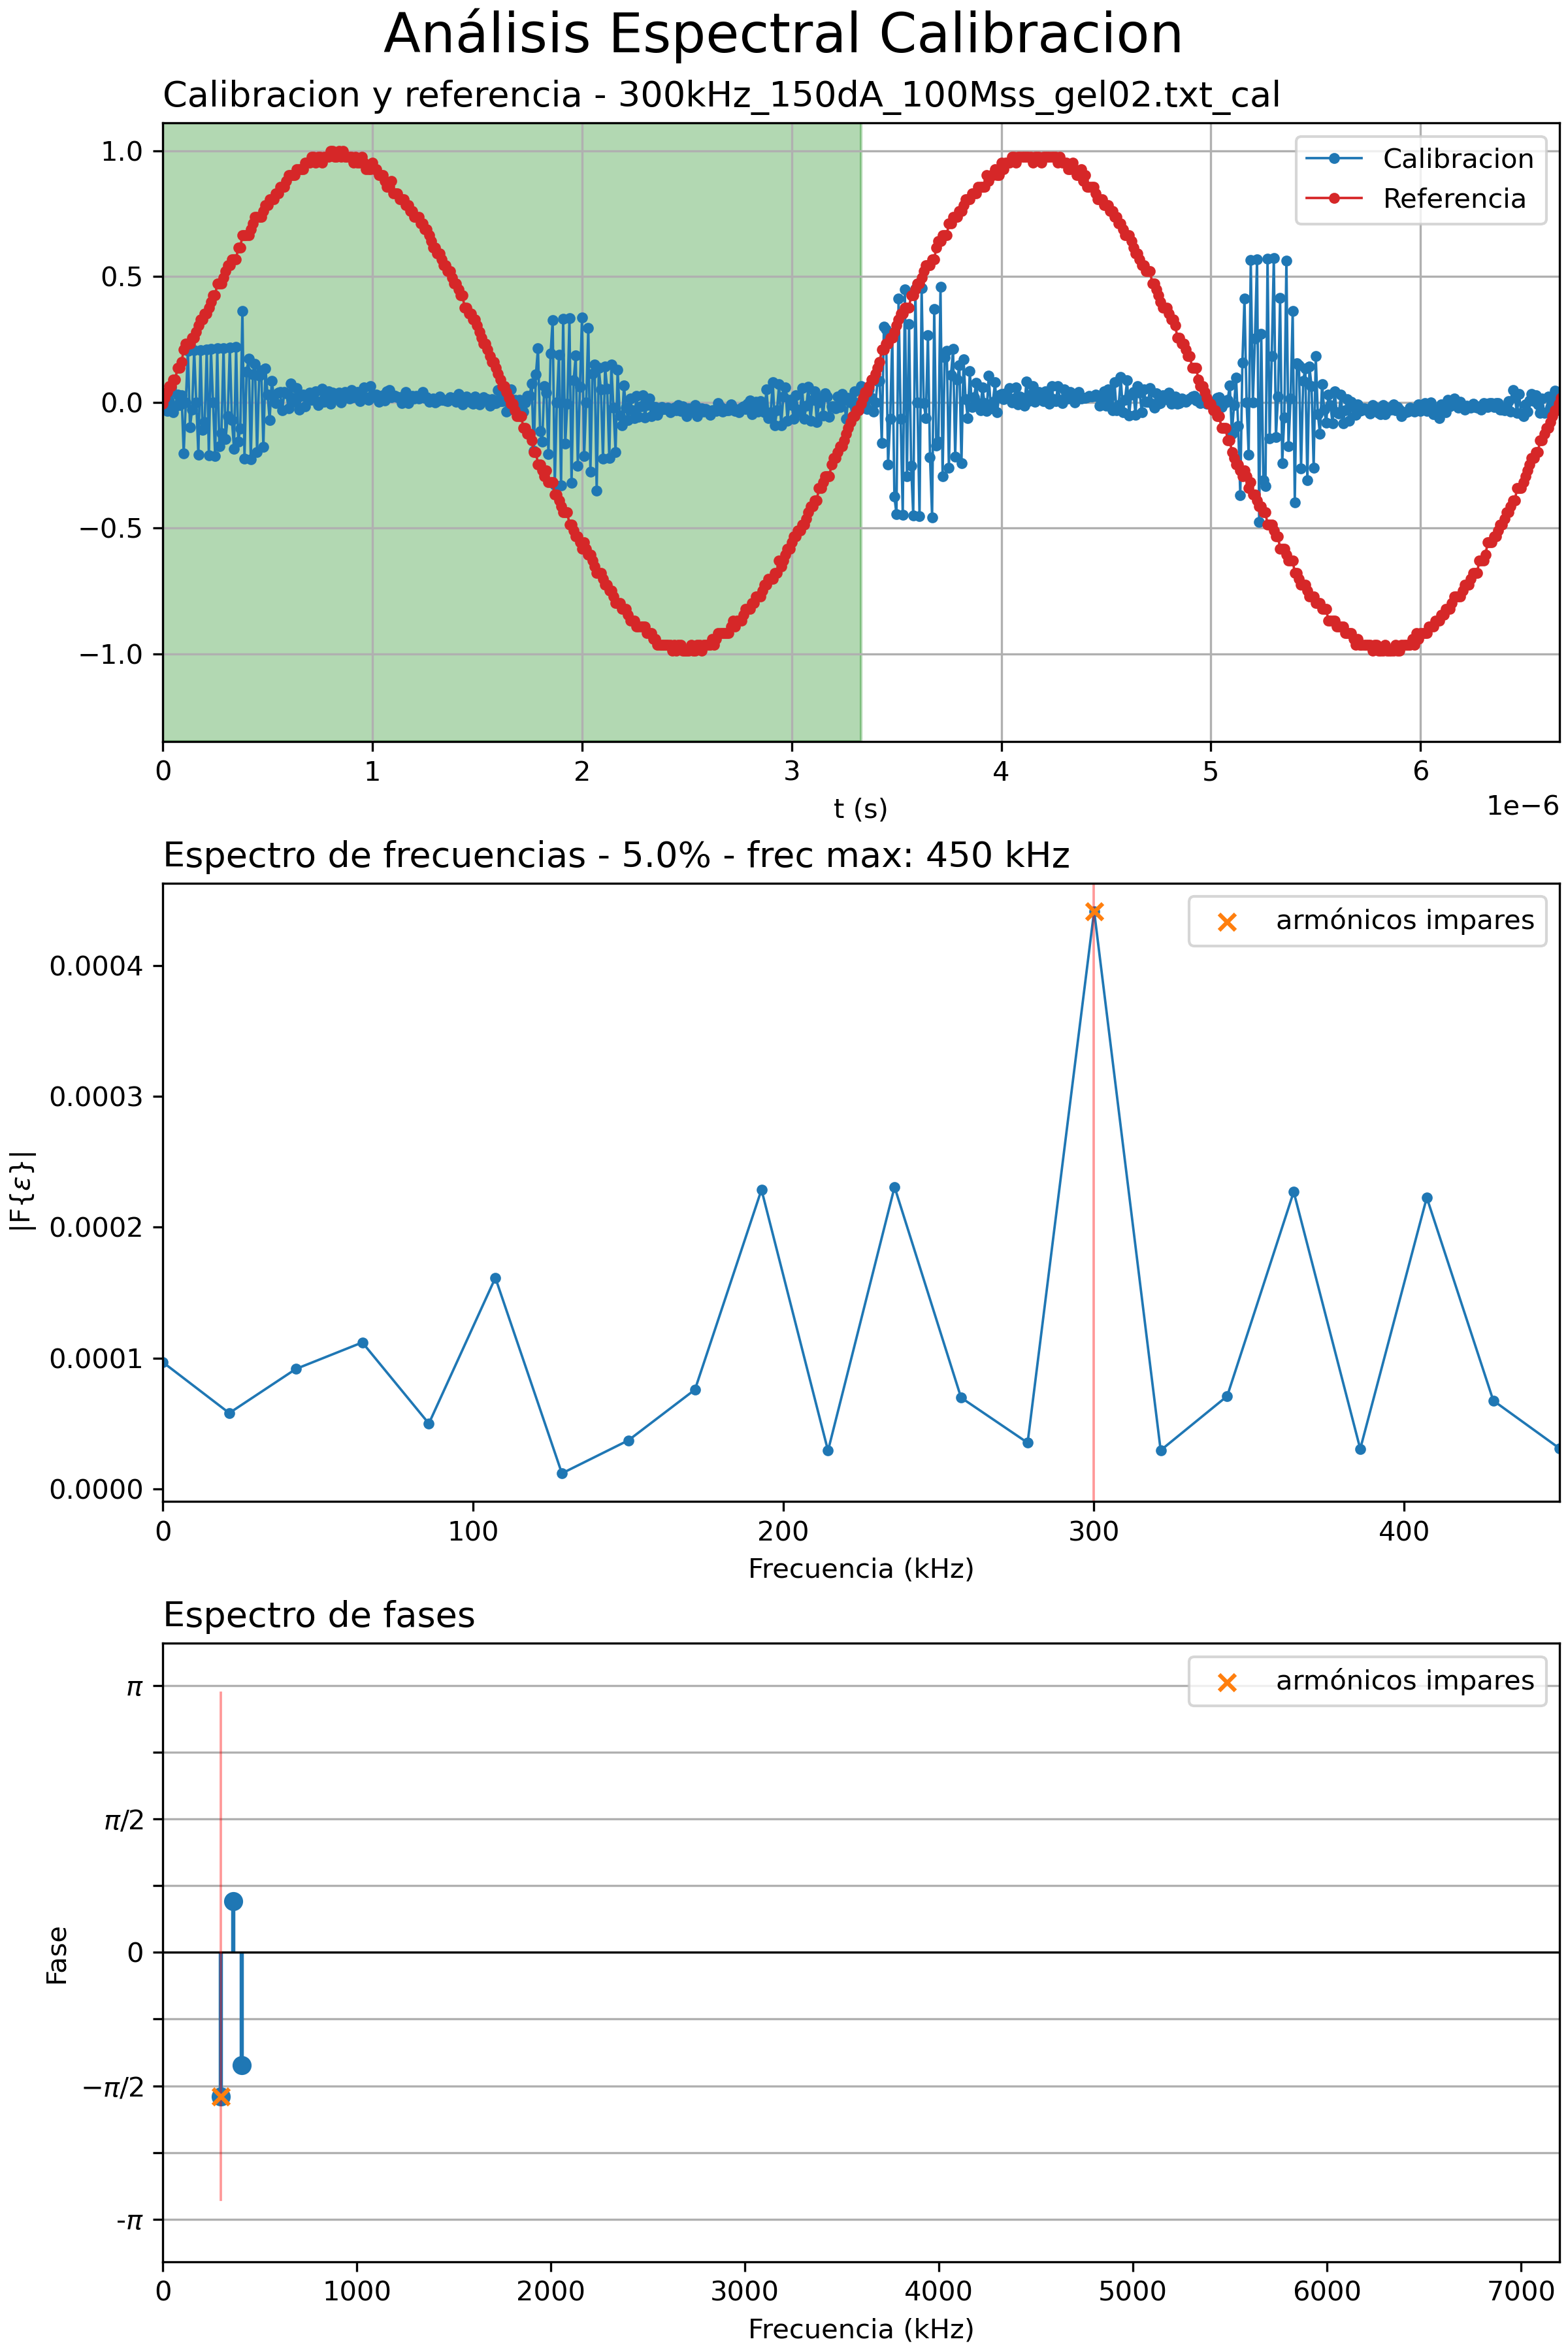 Análisis Espectral Calibracion
Calibracion y referencia - 300kHz_150dA_100Mss_gel02.txt_cal
1.0
0.5
0.0
−0.5
−1.0
Calibracion
Referencia
0 1 2 3 4 5 6
t (s)
1e−6
Espectro de frecuencias - 5.0% - frec max: 450 kHz
armónicos impares
|F{ε}|
0.0004
0.0003
0.0002
0.0001
0.0000
0 100 200 300 400
Frecuencia (kHz)
Espectro de fases
armónicos impares
Fase
π
π/2
0
−π/2
-π
0 1000 2000 3000 4000 5000 6000 7000
Frecuencia (kHz)